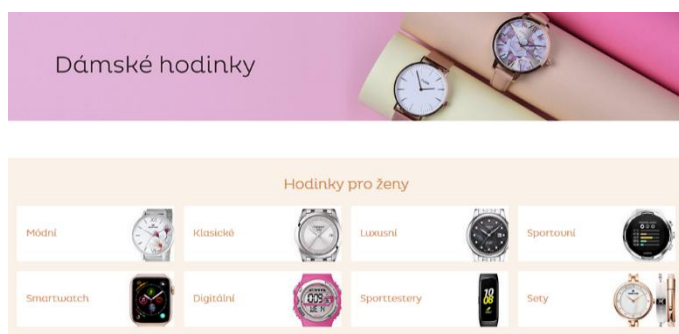 Dámské hodinky
Hodinky pro ženy
Módní
Klasické
Luxusní
Sportovní
Smartwatch
Digitální
Sporttestery
Sety